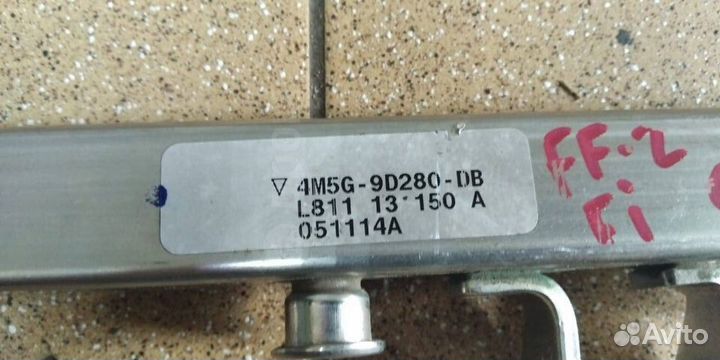 ▽ 4M5G-9D280-DB
L811 13 150 A
051114A
FF-2
Fi
Avito